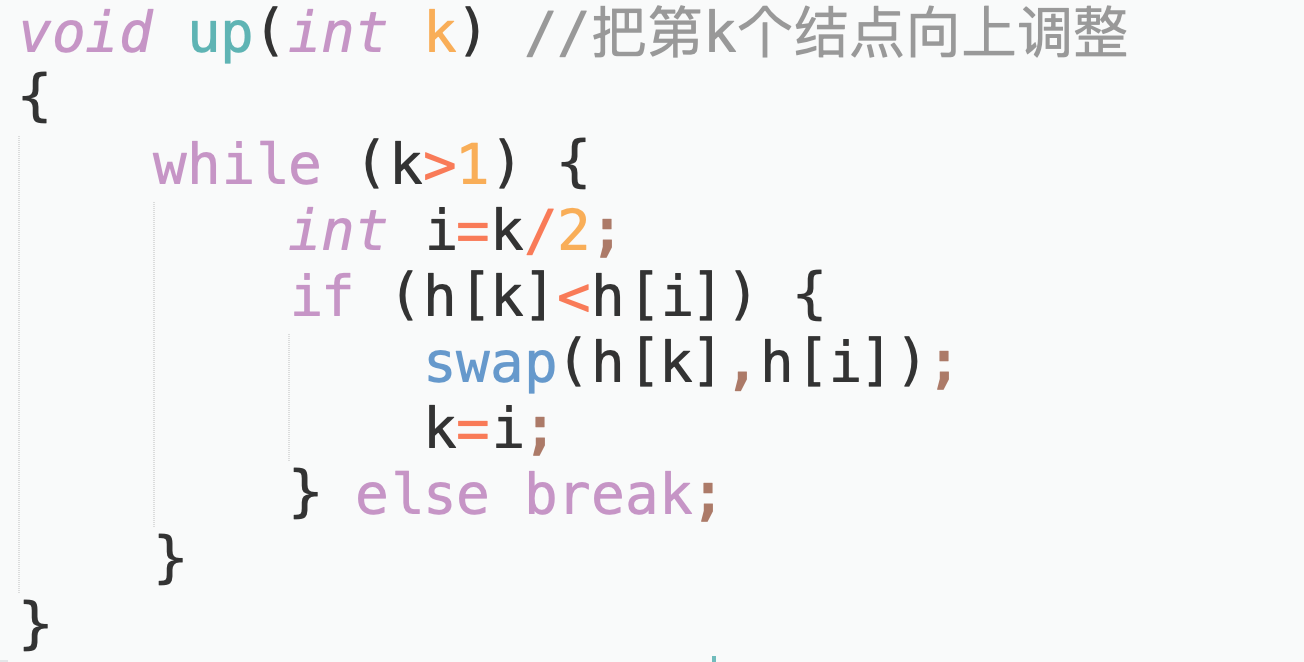 void up(int k) //把第k个结点向上调整
{
    while (k>1) {
        int i=k/2;
        if (h[k]<h[i]) {
            swap(h[k],h[i]);
            k=i;
        } else break;
    }
}